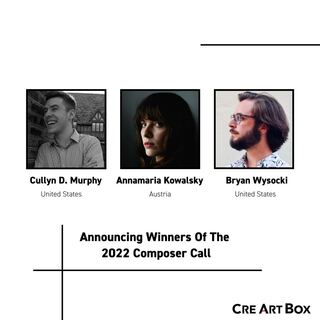 Cullyn D. Murphy
United States
Annamaria Kowalsky
Austria
Bryan Wysocki
United States
Announcing Winners Of The
2022 Composer Call
CRE ART BOX